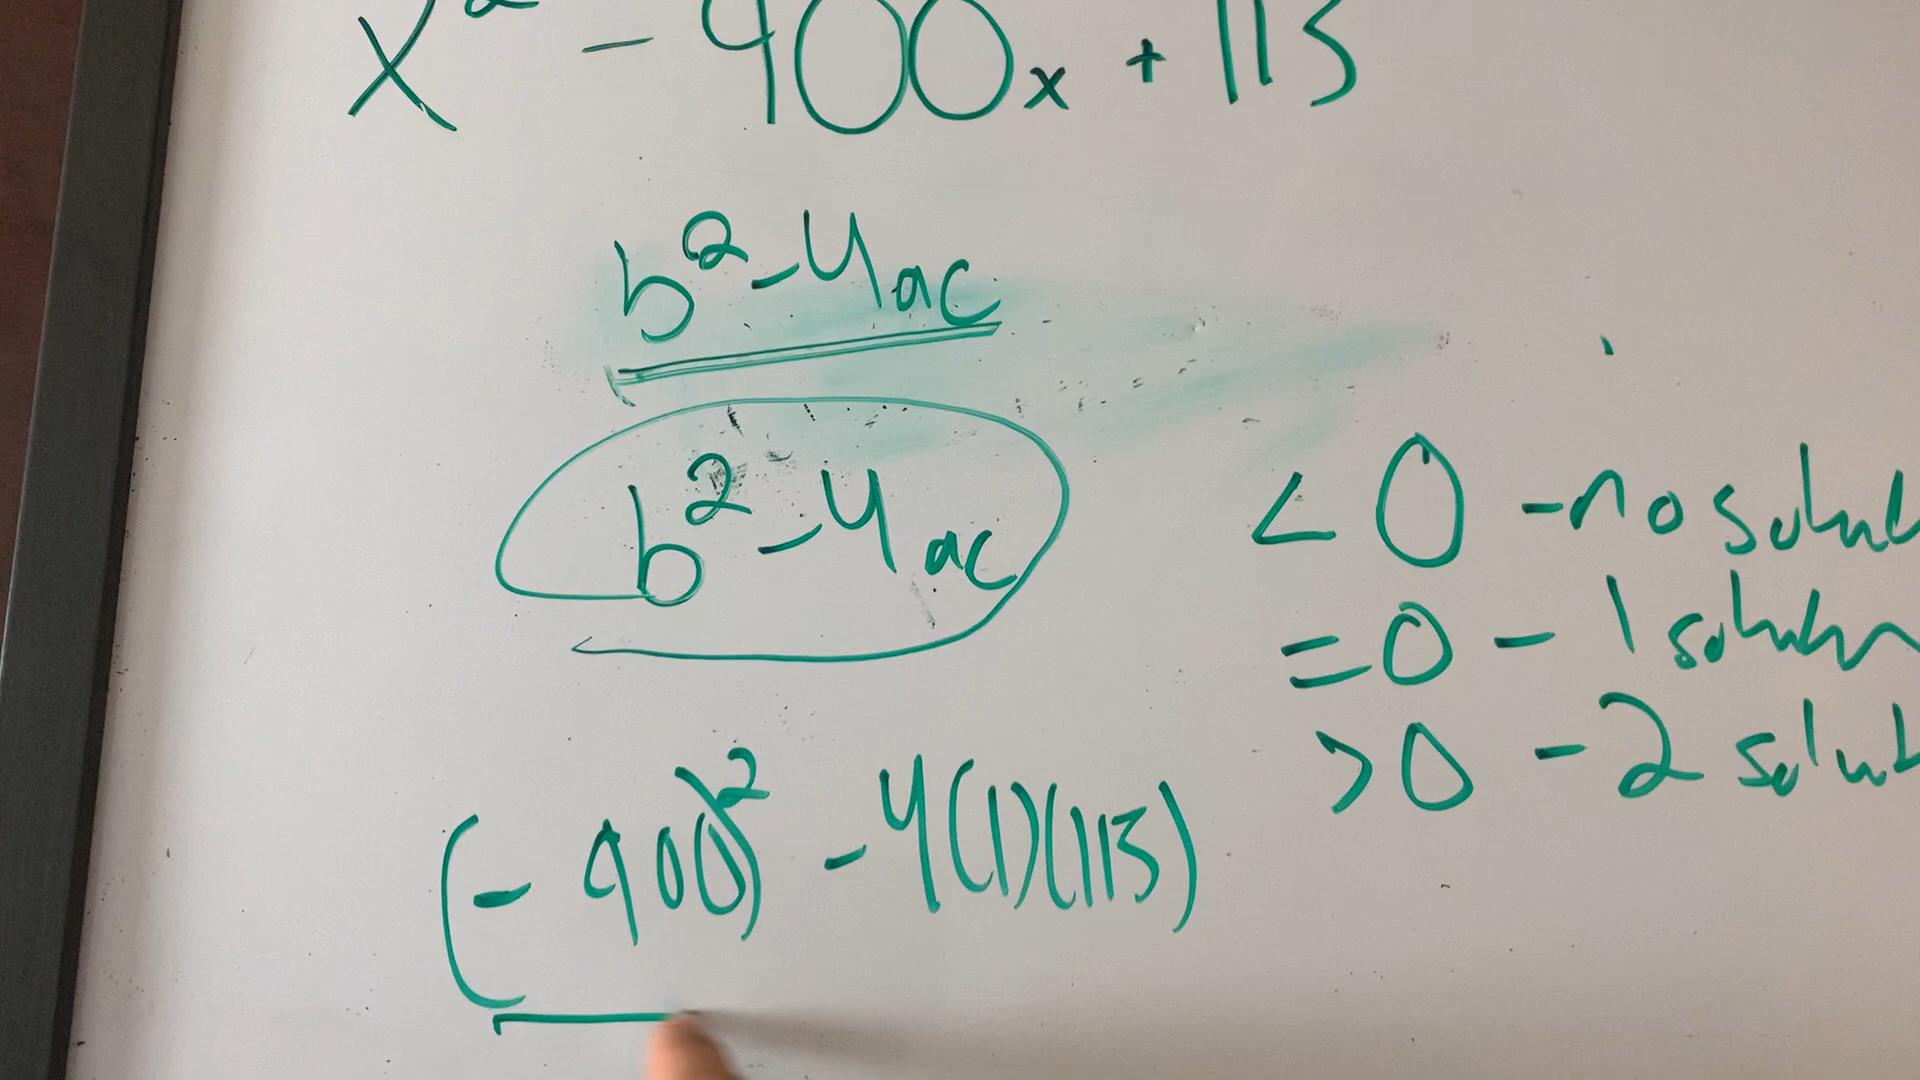 x² - 900x + 113
b² - 4ac
b² - 4ac
< 0 - no solut
= 0 - 1 solutn
> 0 - 2 solut
(- 900)² - 4(1)(113)